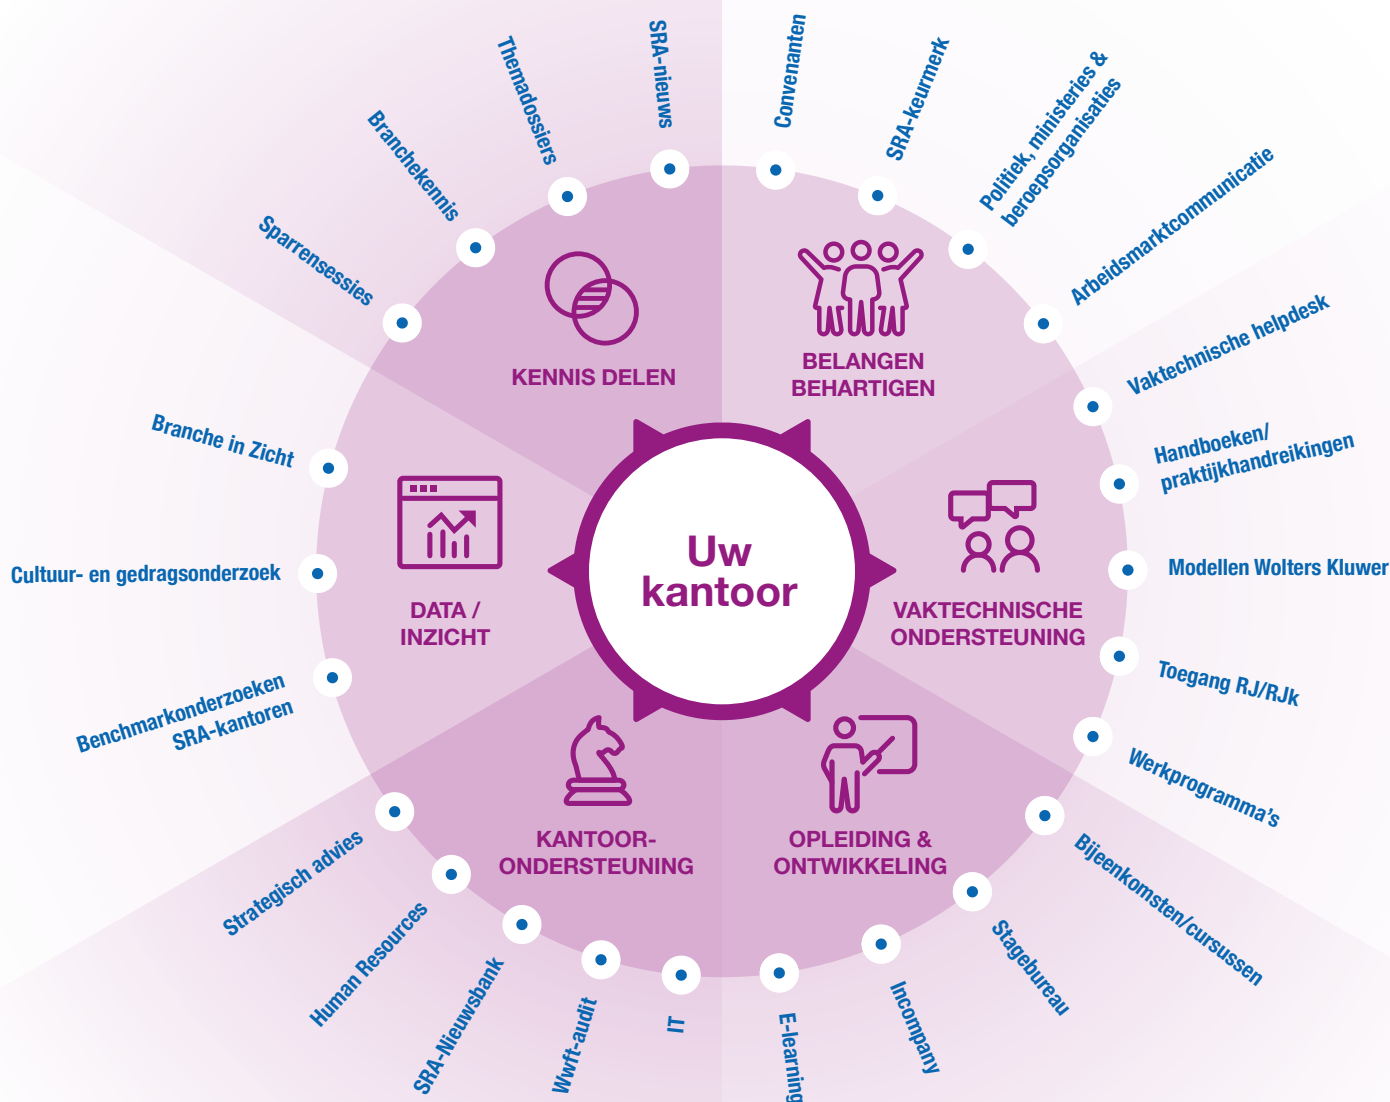 SRA-nieuws
Themadossiers
Branchekennis
Sparrensessies
KENNIS DELEN
Convenanten
SRA-keurmerk
Politiek, ministeries &
beroepsorganisaties
Arbeidsmarktcommunicatie
BELANGEN
BEHARTIGEN
Vaktechnische helpdesk
Handboeken/
praktijkhandreikingen
Modellen Wolters Kluwer
Toegang RJ/RJk
Werkprogramma's
VAKTECHNISCHE
ONDERSTEUNING
Uw
kantoor
Branche in Zicht
Cultuur- en gedragsonderzoek
Benchmarkonderzoeken
SRA-kantoren
DATA /
INZICHT
KANTOOR-
ONDERSTEUNING
Strategisch advies
Human Resources
SRA-Nieuwsbank
Wwft-audit
IT
OPLEIDING &
ONTWIKKELING
Bijeenkomsten/cursussen
Stagebureau
Incompany
E-learning